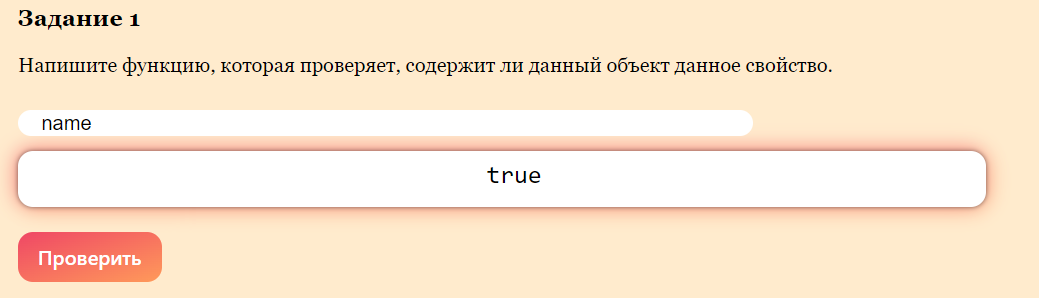 Задание 1
Напишите функцию, которая проверяет, содержит ли данный объект данное свойство.
name
true
Проверить